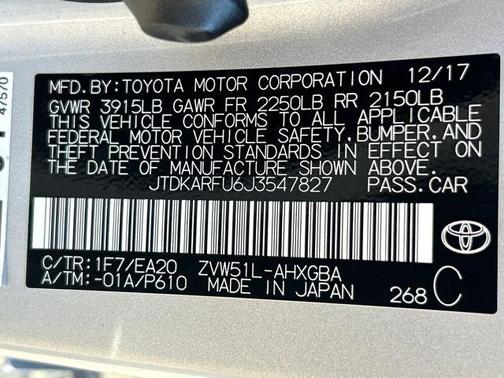 47570
MFD.BY:TOYOTA MOTOR CORPORATION 12/17
GVWR 3915LB GAWR FR 2250LB RR 2150LB
THIS VEHICLE CONFORMS TO ALL APPLICABLE
FEDERAL MOTOR VEHICLE SAFETY.BUMPER.AND
THEFT PREVENTION STANDARDS IN EFFECT ON
THE DATE OF MANUFACTURE SHOWN ABOVE.
JTDKARFU6J3547827 PASS.CAR
C/TR:1F7/EA20 ZVW51L-AHXGBA
A/TM:-01A/P610 MADE IN JAPAN 268 C